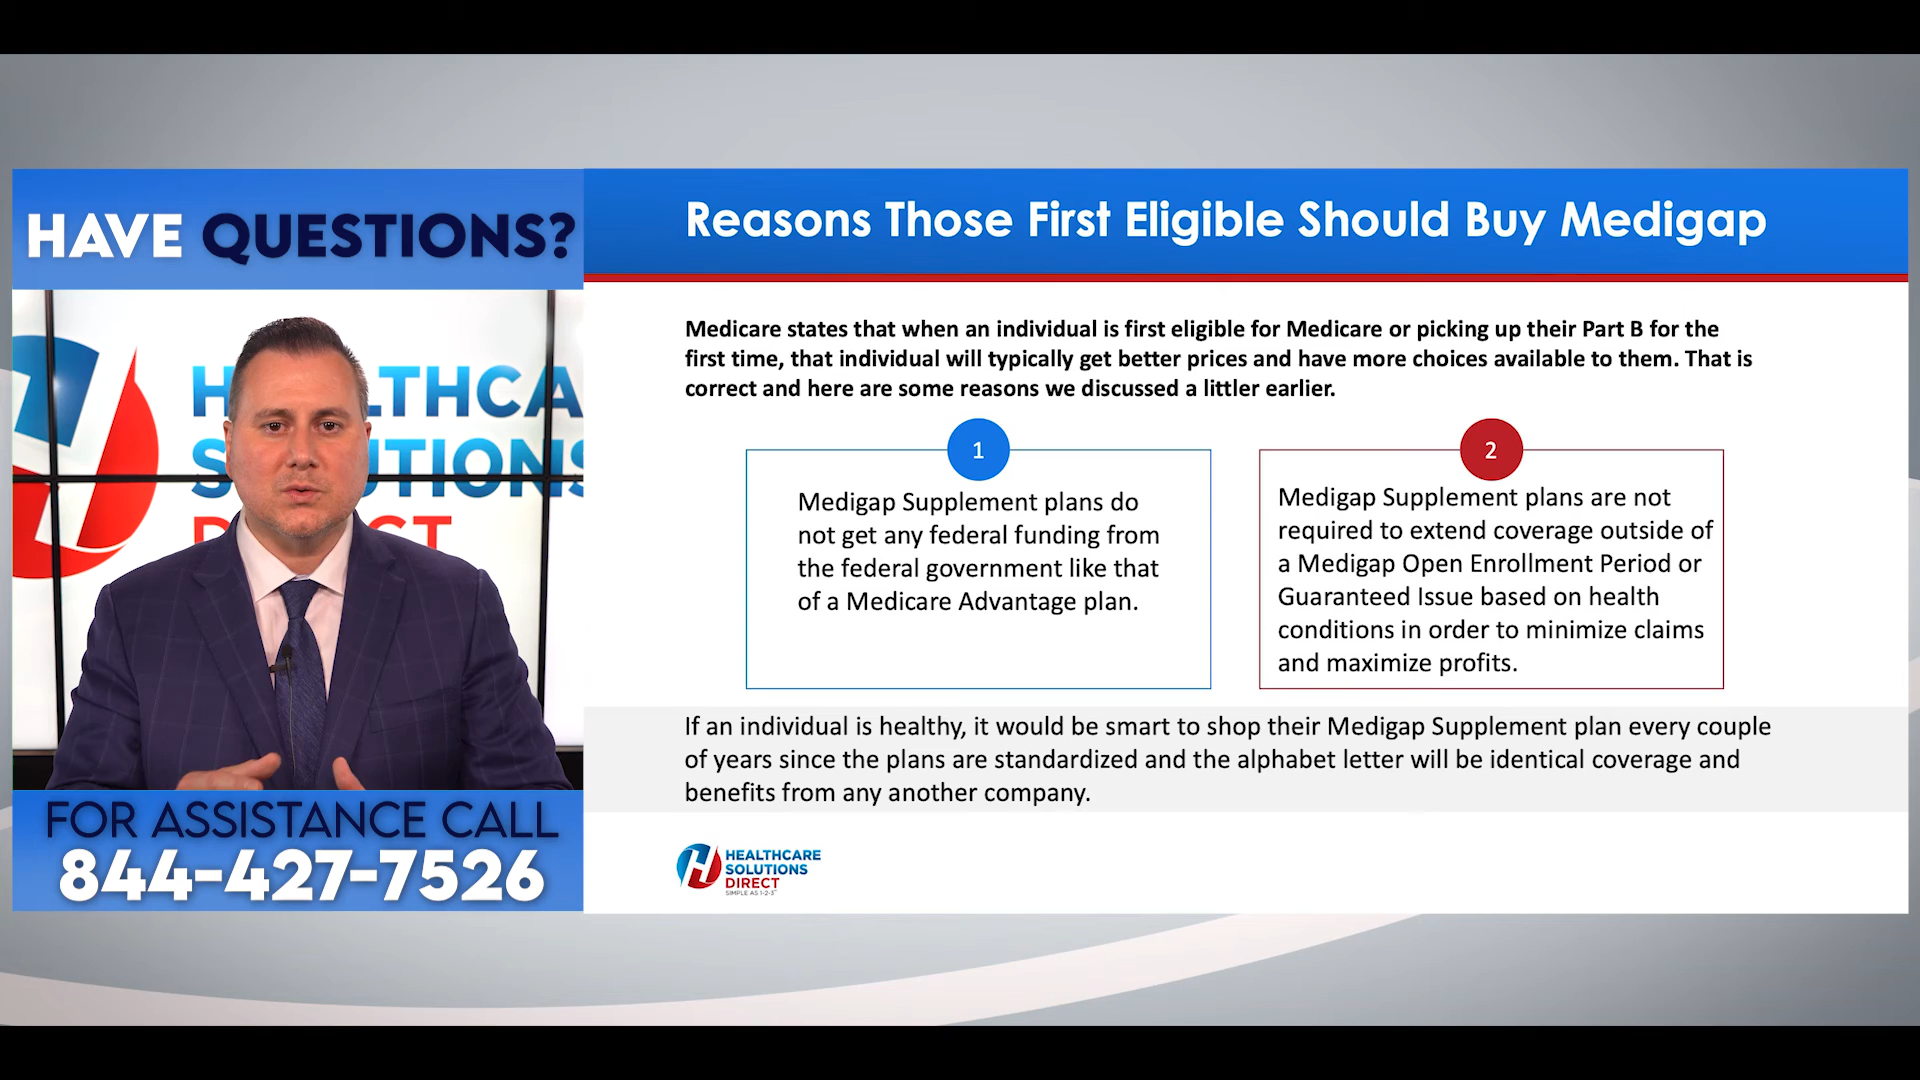 HAVE QUESTIONS?
HEALTHCA
SOLUTIONS
DIRECT
FOR ASSISTANCE CALL
844-427-7526
Reasons Those First Eligible Should Buy Medigap
Medicare states that when an individual is first eligible for Medicare or picking up their Part B for the
first time, that individual will typically get better prices and have more choices available to them. That is
correct and here are some reasons we discussed a littler earlier.
1
Medigap Supplement plans do
not get any federal funding from
the federal government like that
of a Medicare Advantage plan.
2
Medigap Supplement plans are not
required to extend coverage outside of
a Medigap Open Enrollment Period or
Guaranteed Issue based on health
conditions in order to minimize claims
and maximize profits.
If an individual is healthy, it would be smart to shop their Medigap Supplement plan every couple
of years since the plans are standardized and the alphabet letter will be identical coverage and
benefits from any another company.
HEALTHCARE
SOLUTIONS
DIRECT
SIMPLE AS 1-2-3